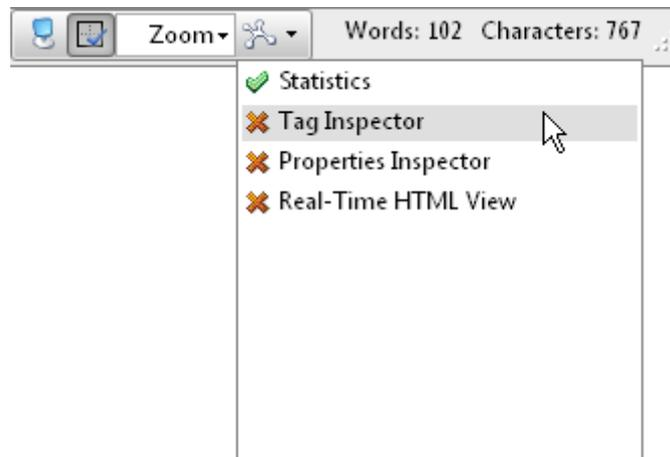 Zoom Words: 102 Characters: 767
Statistics
Tag Inspector
Properties Inspector
Real-Time HTML View